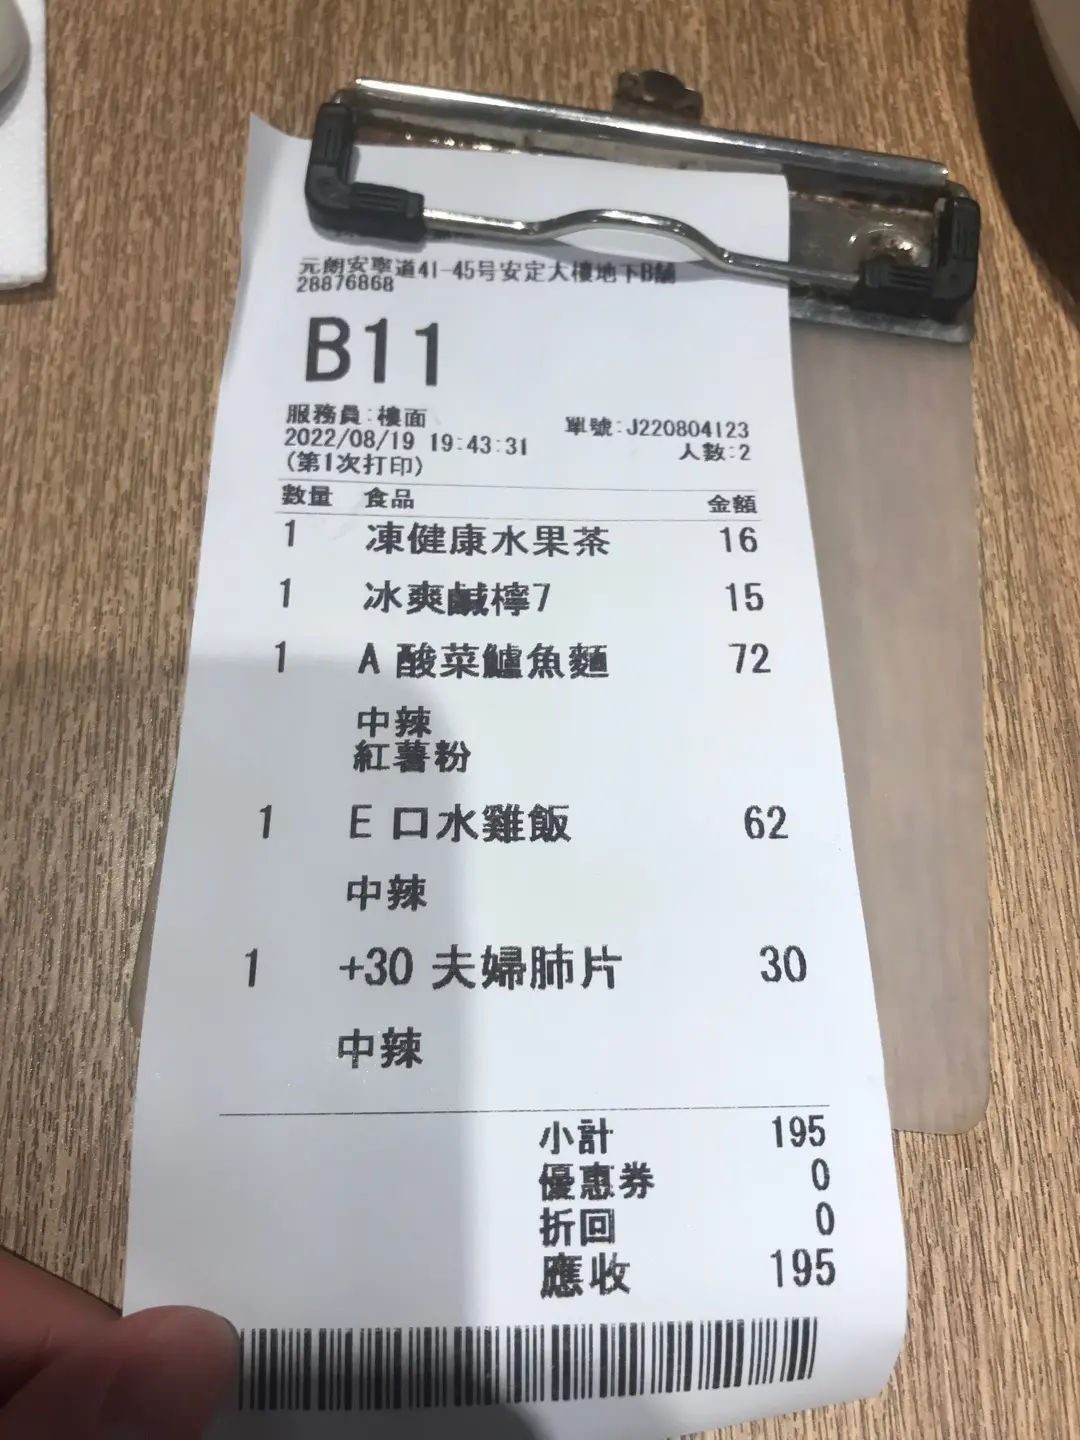 元朗安寧道41-45号安定大樓地下B舖
28876868
B11
服務員:樓面
單號:J220804123
2022/08/19 19:43:31
人數:2
(第1次打印)
數量 食品 金額
1 凍健康水果茶 16
1 冰爽鹹檸7 15
1 A 酸菜鱸魚麵 72
中辣
紅薯粉
1 E 口水雞飯 62
中辣
1 +30 夫婦肺片 30
中辣
小計 195
優惠券 0
折回 0
應收 195